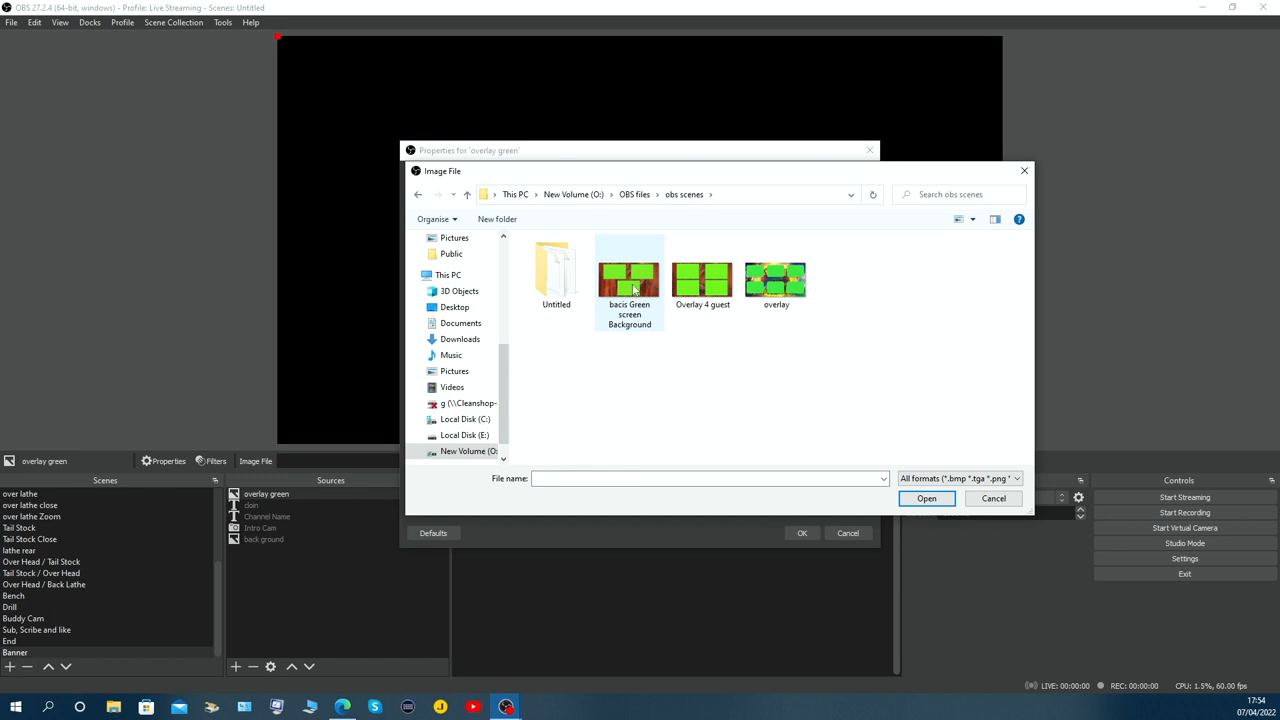 OBS 27.2.4 (64-bit, windows) - Profile: Live Streaming - Scenes: Untitled
File Edit View Docks Profile Scene Collection Tools Help
Properties for 'overlay green'
Image File
This PC > New Volume (O:) > OBS files > obs scenes >
Search obs scenes
Organise New folder
Pictures
Public
This PC
3D Objects
Desktop
Documents
Downloads
Music
Pictures
Videos
g (\\Cleanshop-
Local Disk (C:)
Local Disk (E:)
New Volume (O:
Untitled
bacis Green
screen
Background
Overlay 4 guest
overlay
File name:
All formats (*.bmp *.tga *.png *
Open Cancel
Defaults OK Cancel
overlay green Properties Filters Image File
Scenes
over lathe
over lathe close
over lathe Zoom
Tail Stock
Tail Stock Close
lathe rear
Over Head / Tail Stock
Tail Stock / Over Head
Over Head / Back Lathe
Bench
Drill
Buddy Cam
Sub, Scribe and like
End
Banner
Sources
overlay green
cloin
Channel Name
Intro Cam
back ground
Controls
Start Streaming
Start Recording
Start Virtual Camera
Studio Mode
Settings
Exit
LIVE: 00:00:00 REC: 00:00:00 CPU: 1.5%, 60.00 fps
17:54
07/04/2022